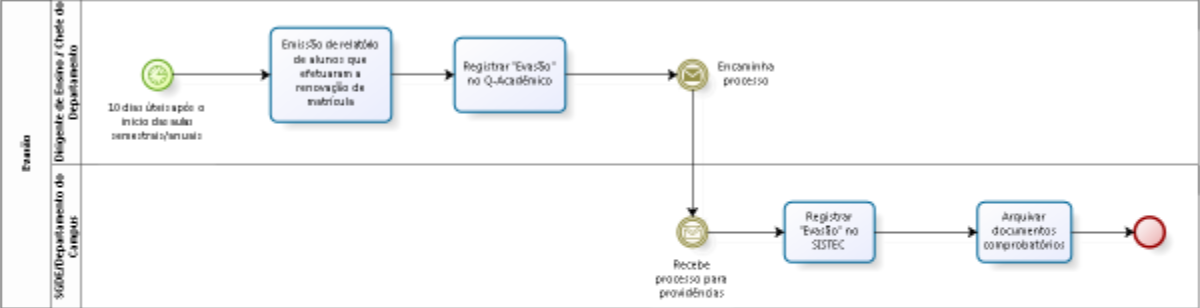 Evasão
Dirigente de Ensino / Chefe do
Departamento
10 dias úteis após o
início das aulas
semestrais/anuais
Emissão de relatório
de alunos que
efetuaram a
renovação de
matrícula
Registrar "Evasão"
no Q-Acadêmico
Encaminha
processo
SGDE/Departamento do
Campus
Recebe
processo para
providências
Registrar
"Evasão" no
SISTEC
Arquivar
documentos
comprobatórios